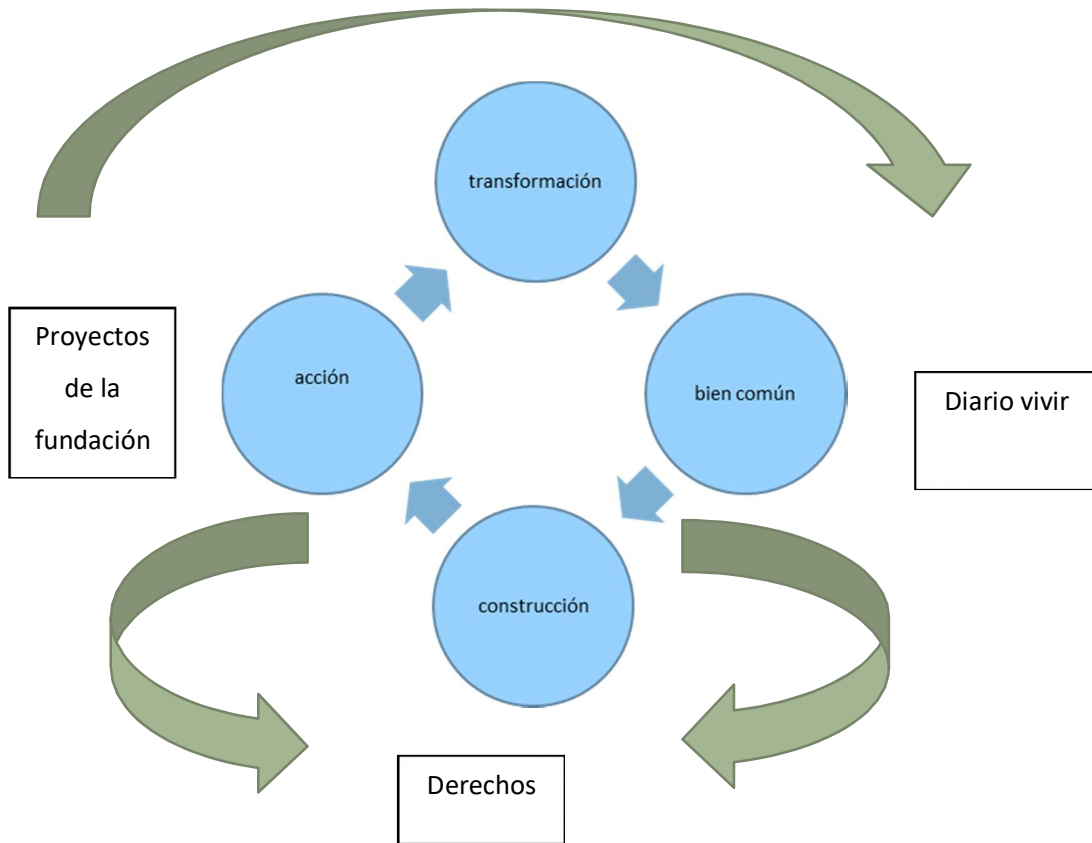 transformación
Proyectos
de la
fundación
acción
bien común
Diario vivir
construcción
Derechos